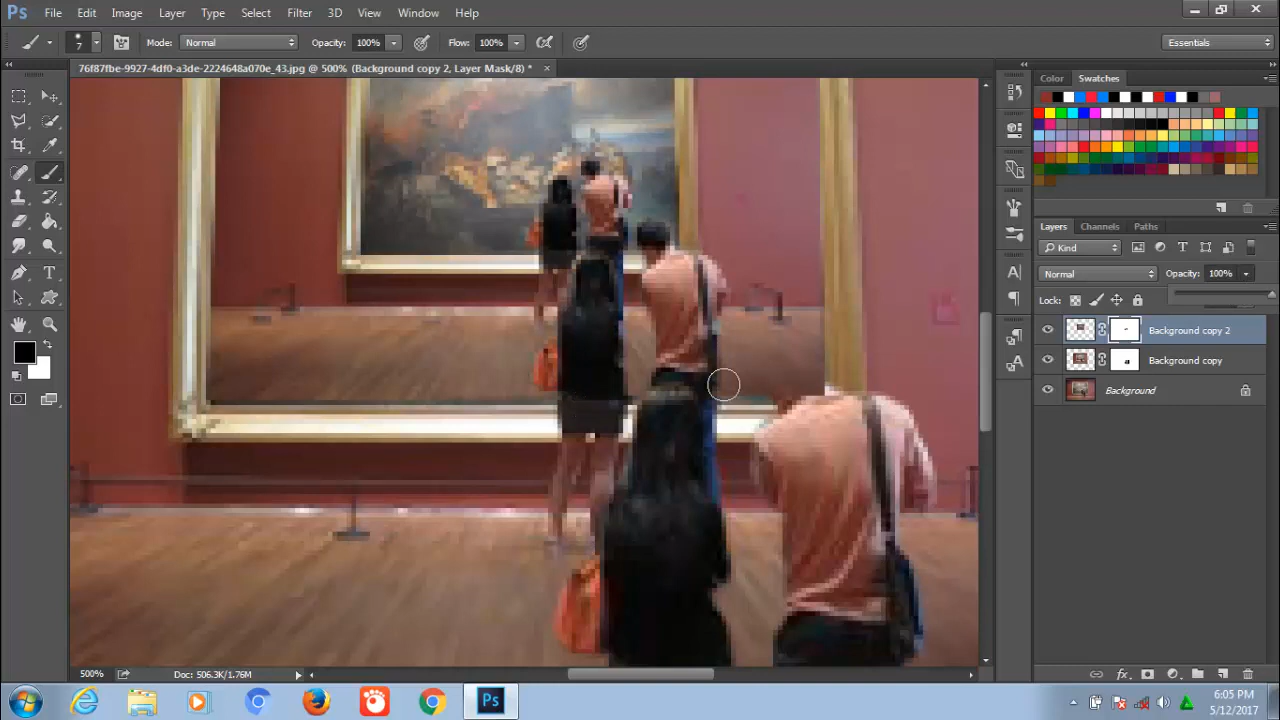 Ps File Edit Image Layer Type Select Filter 3D View Window Help
7 Mode: Normal Opacity: 100% Flow: 100% Essentials
76f87fbe-9927-4df0-a3de-2224648a070e_43.jpg @ 500% (Background copy 2, Layer Mask/8) *
Color Swatches
Layers Channels Paths
Kind
Normal Opacity: 100%
Lock:
Background copy 2
Background copy
Background
500% Doc: 506.3K/1.76M
Ps
6:05 PM
5/12/2017